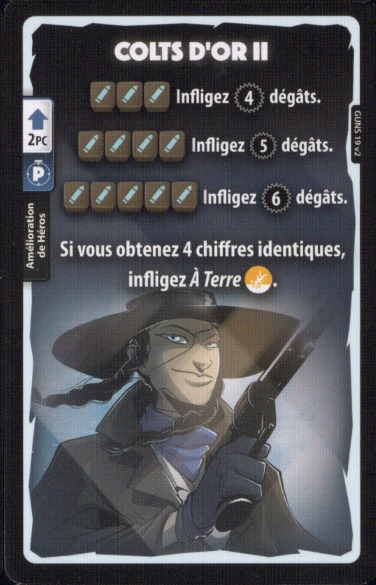 COLTS D'OR II
Infligez 4 dégâts.
2PC
GUNS 19 v2
Infligez 5 dégâts.
P
Infligez 6 dégâts.
Amélioration
de Héros
Si vous obtenez 4 chiffres identiques,
infligez À Terre.